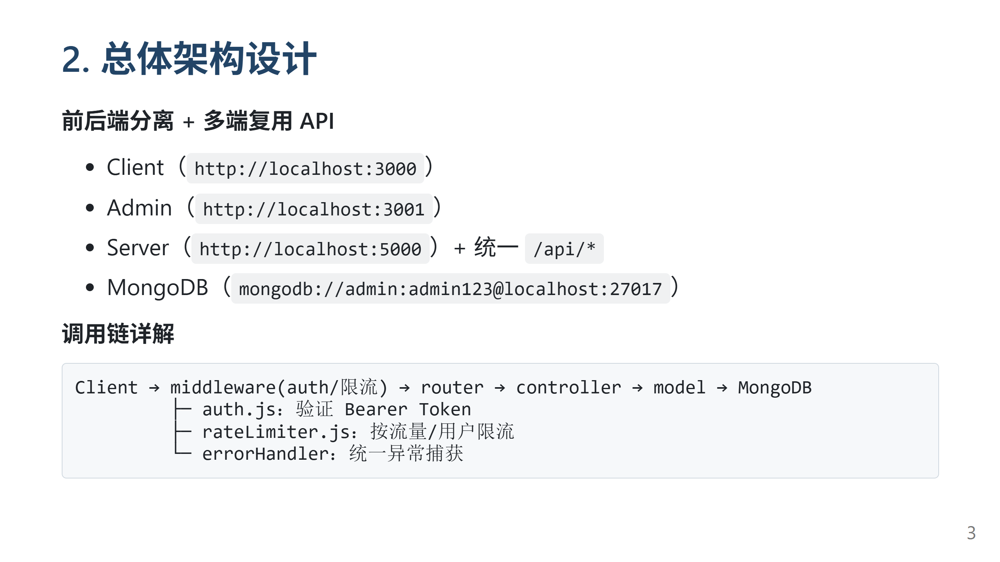 2. 总体架构设计
前后端分离 + 多端复用 API
• Client（http://localhost:3000）
• Admin（http://localhost:3001）
• Server（http://localhost:5000） + 统一 /api/*
• MongoDB（mongodb://admin:admin123@localhost:27017）
调用链详解
Client → middleware(auth/限流) → router → controller → model → MongoDB
├─ auth.js：验证 Bearer Token
├─ rateLimiter.js：按流量/用户限流
└─ errorHandler：统一异常捕获
3